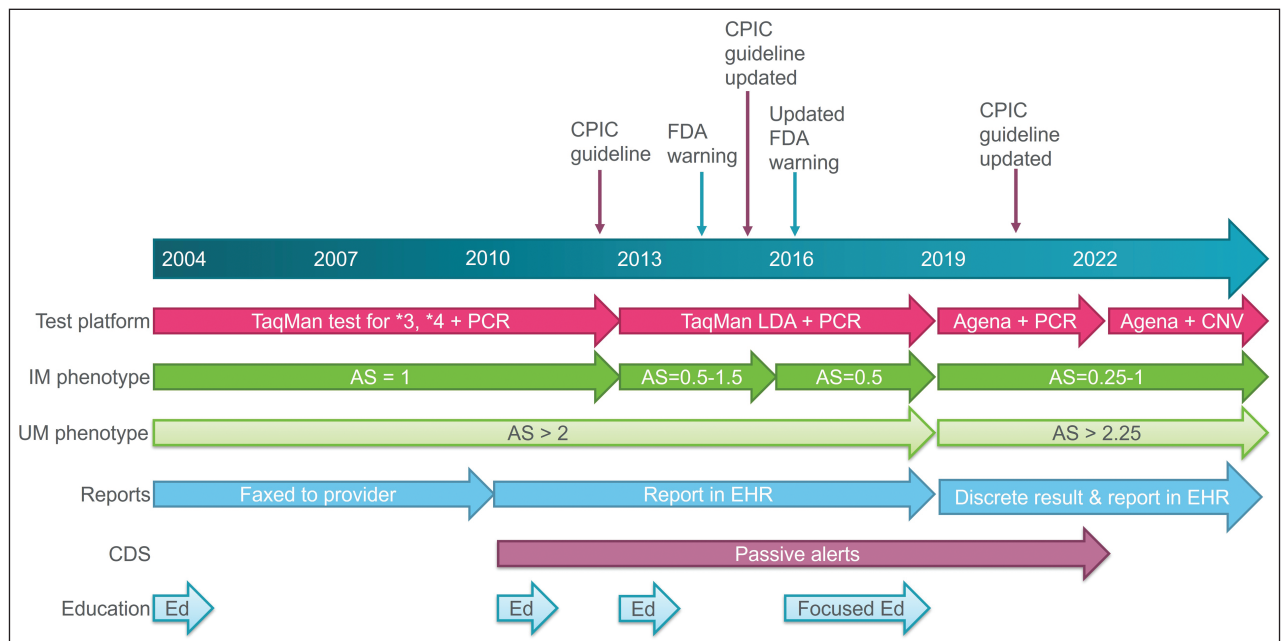 CPIC
guideline
updated
CPIC
guideline
FDA
warning
Updated
FDA
warning
CPIC
guideline
updated
2004 2007 2010 2013 2016 2019 2022
Test platform TaqMan test for *3, *4 + PCR TaqMan LDA + PCR Agena + PCR Agena + CNV
IM phenotype AS = 1 AS=0.5-1.5 AS=0.5 AS=0.25-1
UM phenotype AS > 2 AS > 2.25
Reports Faxed to provider Report in EHR Discrete result & report in EHR
CDS Passive alerts
Education Ed Ed Ed Focused Ed